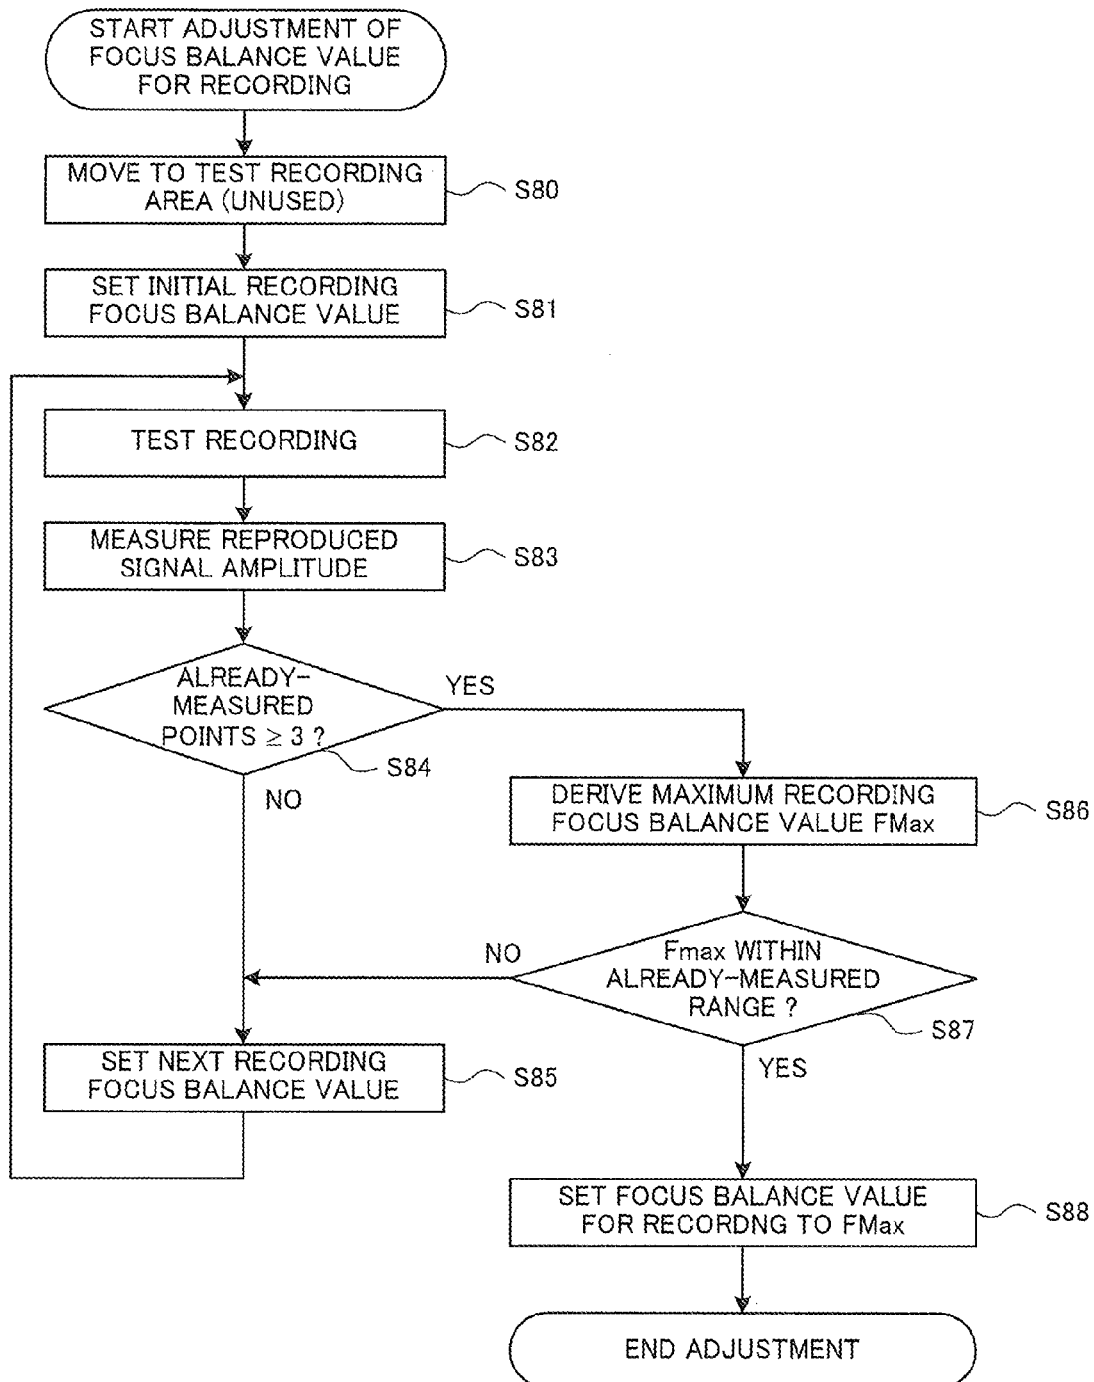 START ADJUSTMENT OF
FOCUS BALANCE VALUE
FOR RECORDING
MOVE TO TEST RECORDING
AREA (UNUSED)
S80
SET INITIAL RECORDING
FOCUS BALANCE VALUE
S81
TEST RECORDING
S82
MEASURE REPRODUCED
SIGNAL AMPLITUDE
S83
ALREADY-
MEASURED
POINTS ≧ 3 ?
S84
YES
NO
DERIVE MAXIMUM RECORDING
FOCUS BALANCE VALUE FMax
S86
Fmax WITHIN
ALREADY-MEASURED
RANGE ?
S87
NO
YES
SET NEXT RECORDING
FOCUS BALANCE VALUE
S85
SET FOCUS BALANCE VALUE
FOR RECORDNG TO FMax
S88
END ADJUSTMENT